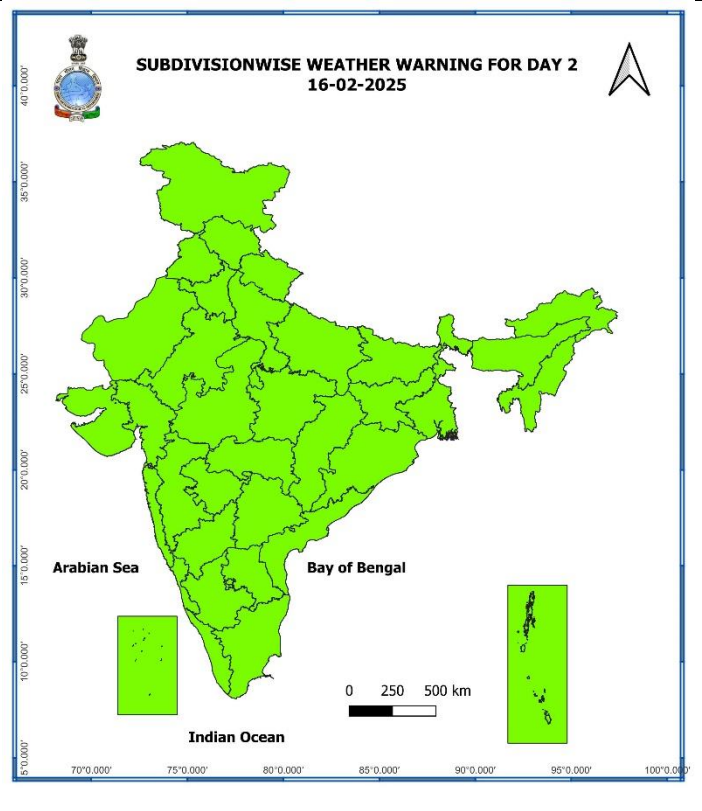 SUBDIVISIONWISE WEATHER WARNING FOR DAY 2
16-02-2025
40°0.000'
35°0.000'
30°0.000'
25°0.000'
20°0.000'
15°0.000'
10°0.000'
5°0.000'
Arabian Sea
Bay of Bengal
0 250 500 km
Indian Ocean
70°0.000' 75°0.000' 80°0.000' 85°0.000' 90°0.000' 95°0.000' 100°0.000'